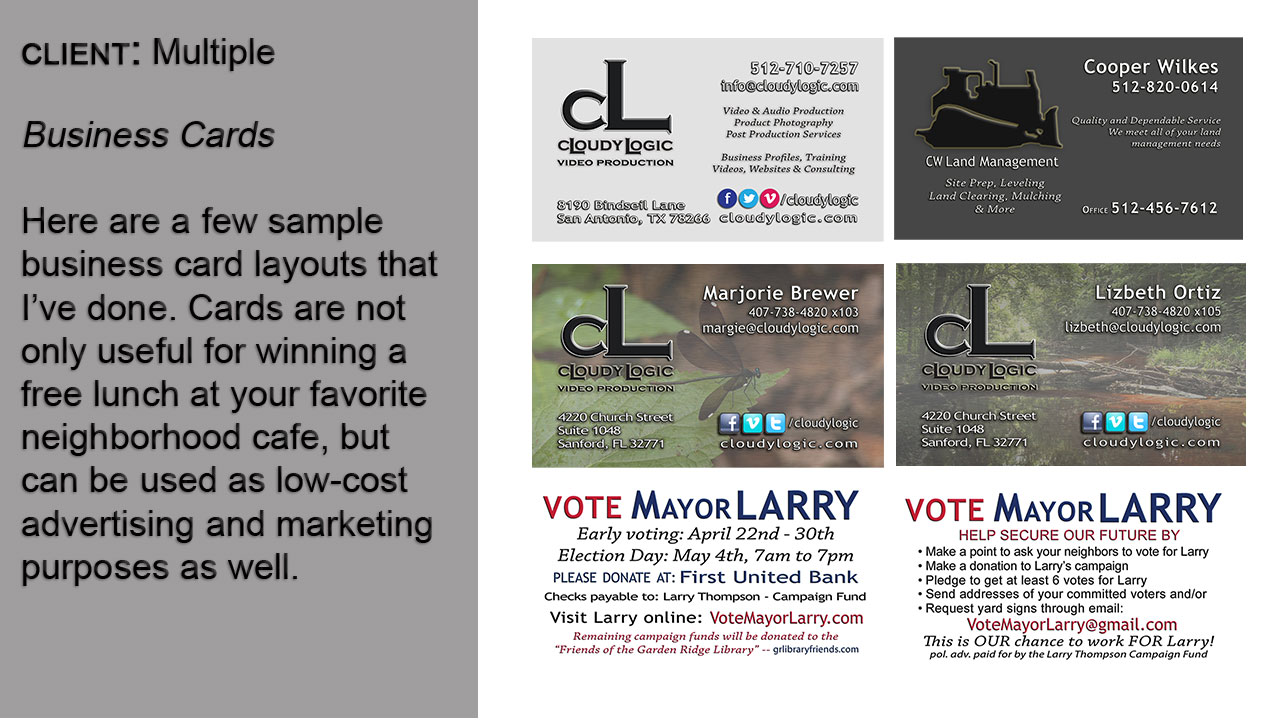 CLIENT: Multiple
Business Cards
Here are a few sample
business card layouts that
I’ve done. Cards are not
only useful for winning a
free lunch at your favorite
neighborhood cafe, but
can be used as low-cost
advertising and marketing
purposes as well.
cL
cLOUDY LOGIC
VIDEO PRODUCTION
512-710-7257
info@cloudylogic.com
Video & Audio Production
Product Photography
Post Production Services
Business Profiles, Training
Videos, Websites & Consulting
8190 Bindseil Lane
San Antonio, TX 78266
/cloudylogic
cloudylogic.com
CW Land Management
Site Prep, Leveling
Land Clearing, Mulching
& More
Cooper Wilkes
512-820-0614
Quality and Dependable Service
We meet all of your land
management needs
OFFICE 512-456-7612
cL
cLOUDY LOGIC
VIDEO PRODUCTION
Marjorie Brewer
407-738-4820 x103
margie@cloudylogic.com
4220 Church Street
Suite 1048
Sanford, FL 32771
/cloudylogic
cloudylogic.com
cL
cLOUDY LOGIC
VIDEO PRODUCTION
Lizbeth Ortiz
407-738-4820 x105
lizbeth@cloudylogic.com
4220 Church Street
Suite 1048
Sanford, FL 32771
/cloudylogic
cloudylogic.com
VOTE MAYOR LARRY
Early voting: April 22nd - 30th
Election Day: May 4th, 7am to 7pm
PLEASE DONATE AT: First United Bank
Checks payable to: Larry Thompson - Campaign Fund
Visit Larry online: VoteMayorLarry.com
Remaining campaign funds will be donated to the
“Friends of the Garden Ridge Library” -- grlibraryfriends.com
VOTE MAYOR LARRY
HELP SECURE OUR FUTURE BY
• Make a point to ask your neighbors to vote for Larry
• Make a donation to Larry’s campaign
• Pledge to get at least 6 votes for Larry
• Send addresses of your committed voters and/or
• Request yard signs through email:
VoteMayorLarry@gmail.com
This is OUR chance to work FOR Larry!
pol. adv. paid for by the Larry Thompson Campaign Fund